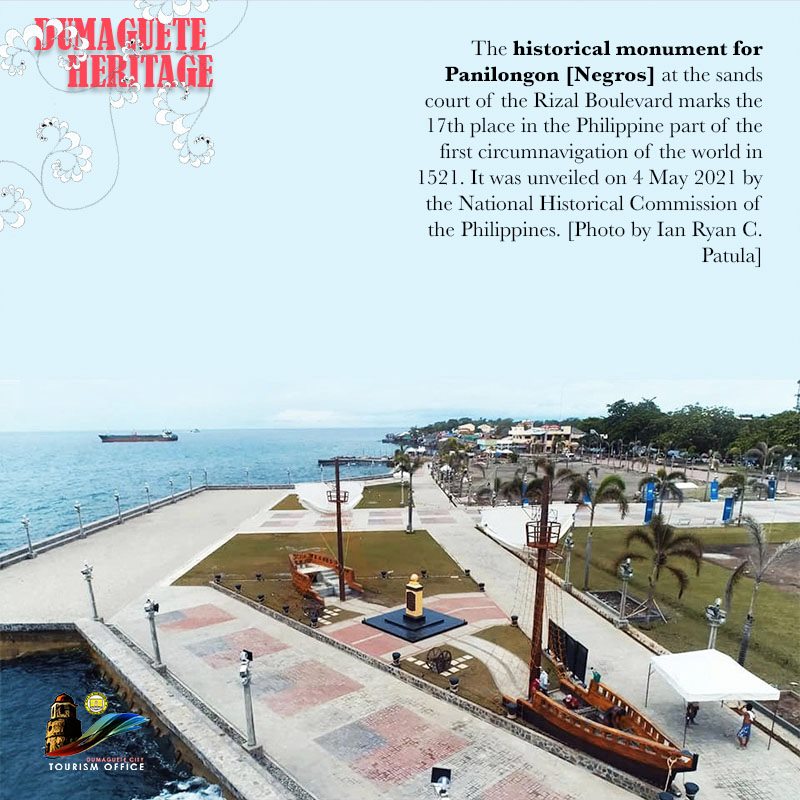 DUMAGUETE
HERITAGE
The historical monument for
Panilongon [Negros] at the sands
court of the Rizal Boulevard marks the
17th place in the Philippine part of the
first circumnavigation of the world in
1521. It was unveiled on 4 May 2021 by
the National Historical Commission of
the Philippines. [Photo by Ian Ryan C.
Patula]
DUMAGUETE CITY
TOURISM OFFICE